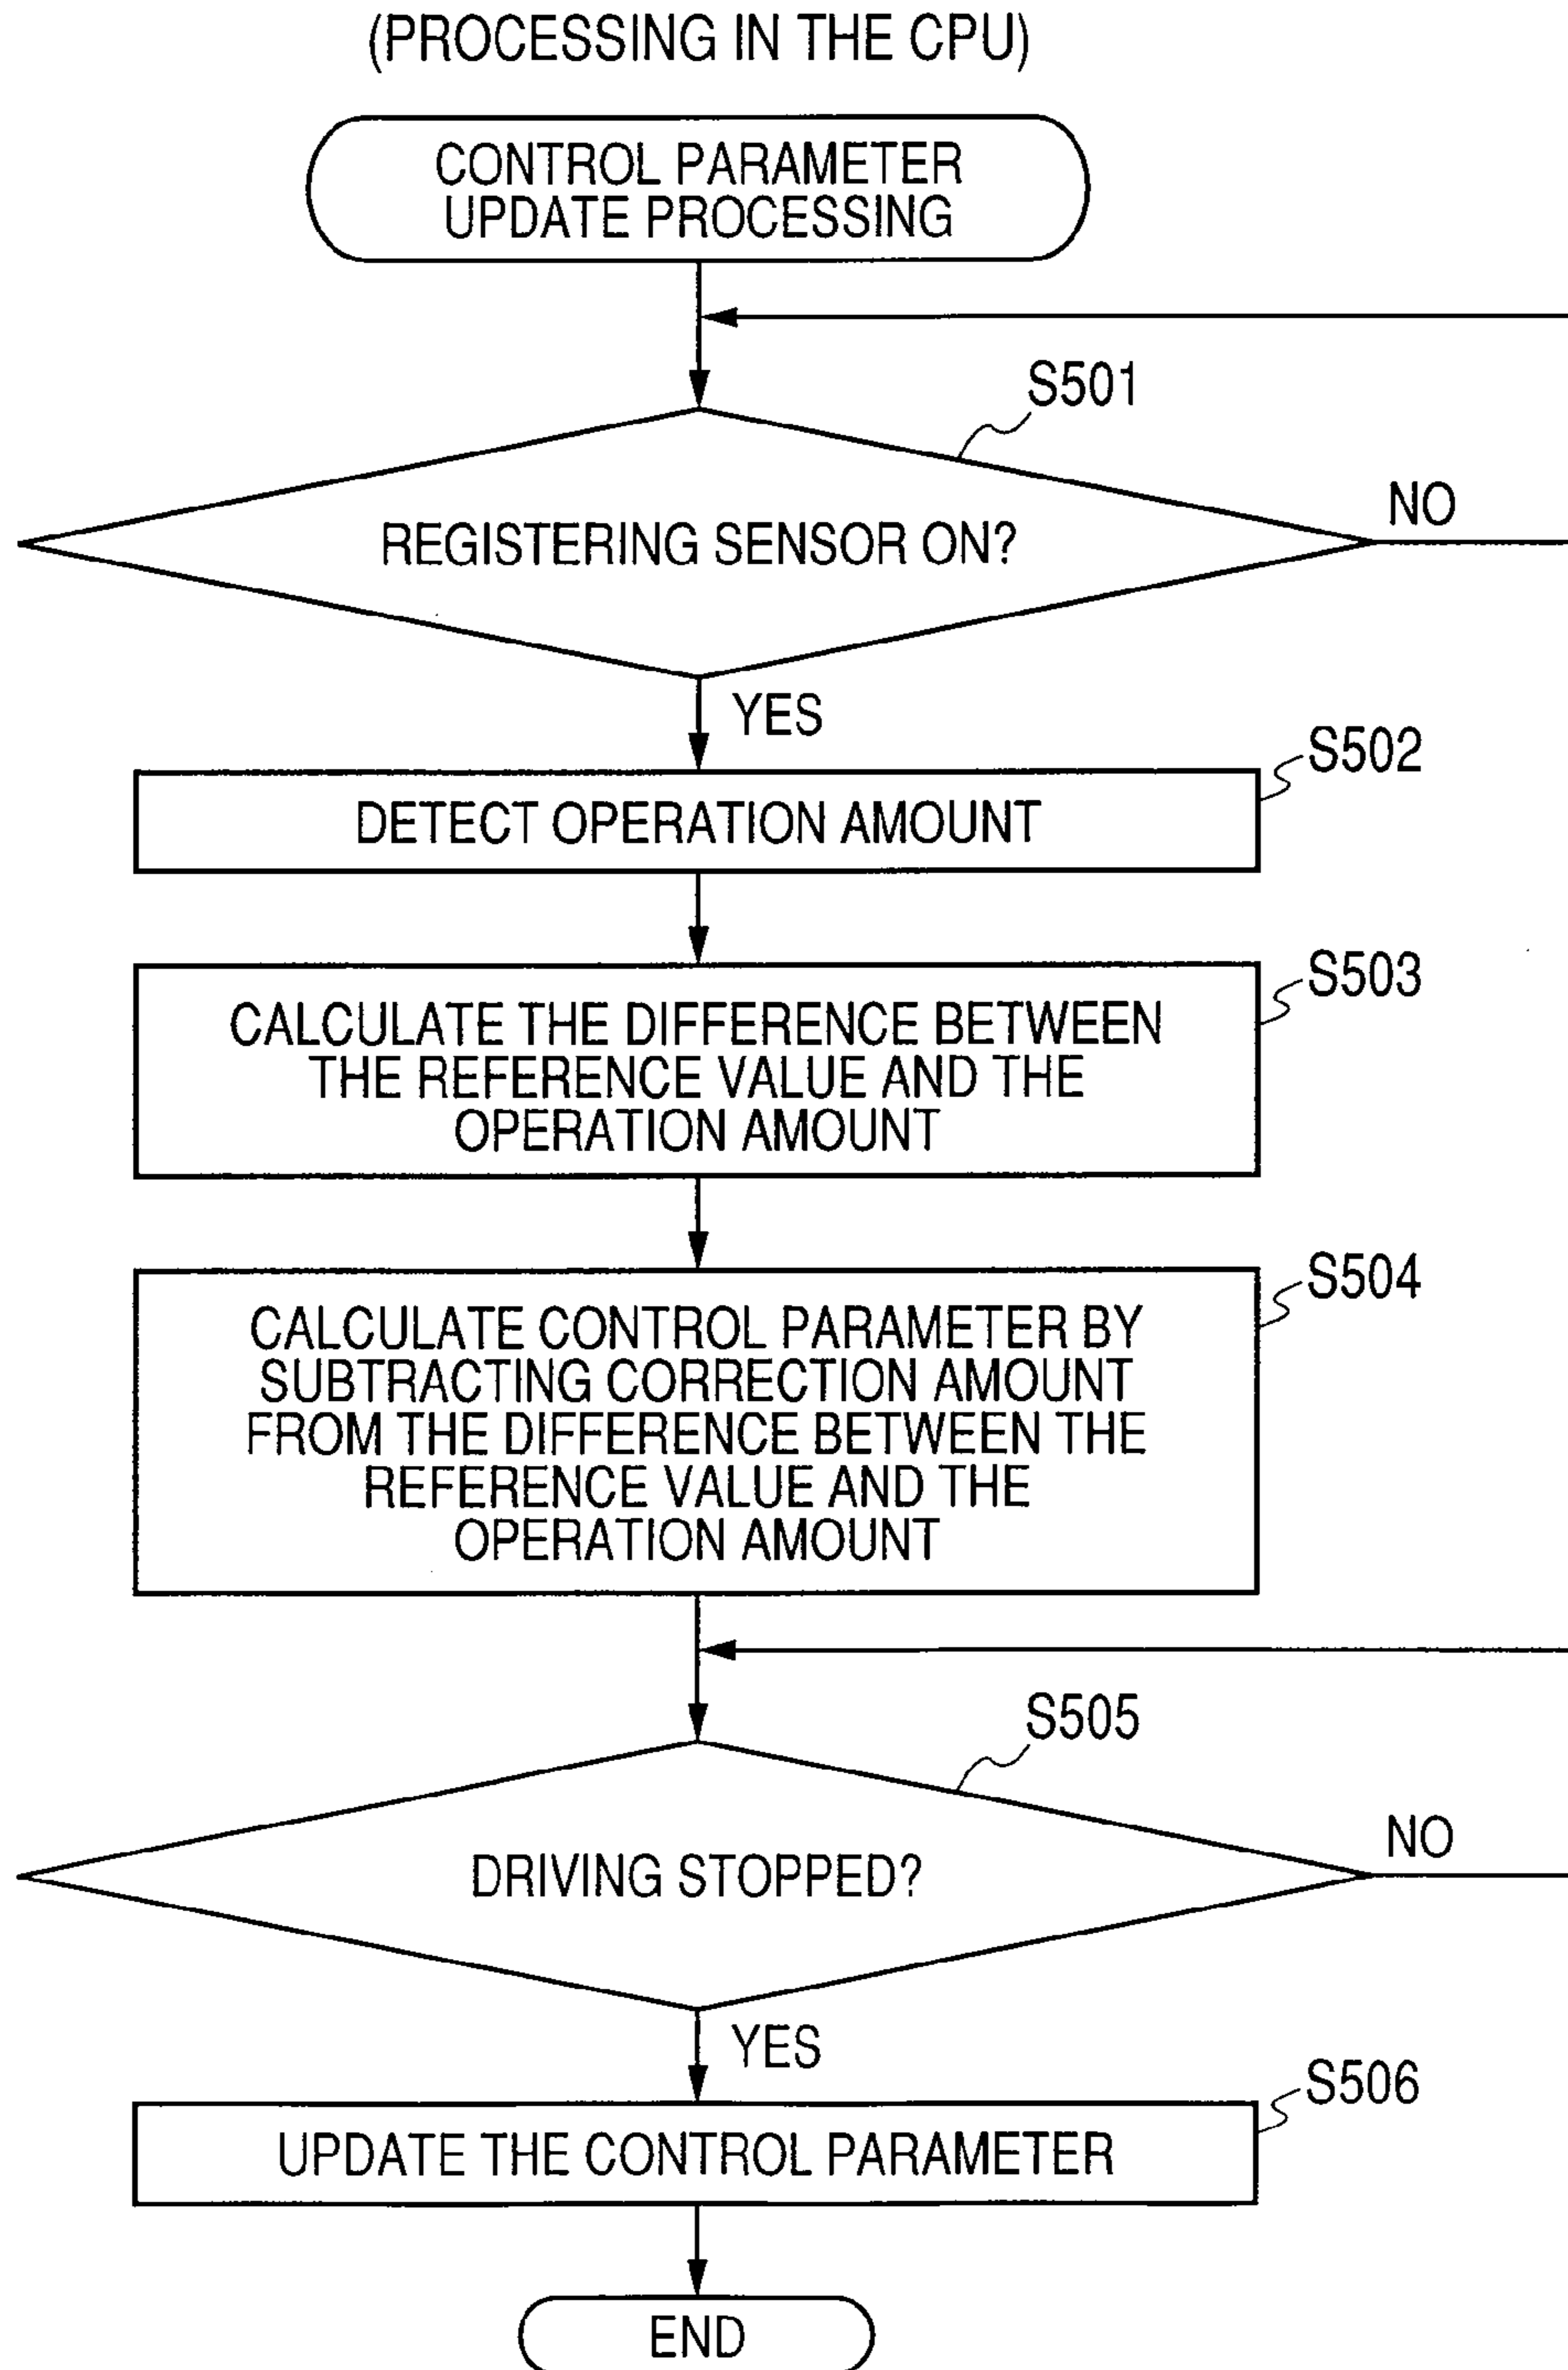 (PROCESSING IN THE CPU)
CONTROL PARAMETER
UPDATE PROCESSING
S501
REGISTERING SENSOR ON?
NO
YES
S502
DETECT OPERATION AMOUNT
S503
CALCULATE THE DIFFERENCE BETWEEN
THE REFERENCE VALUE AND THE
OPERATION AMOUNT
S504
CALCULATE CONTROL PARAMETER BY
SUBTRACTING CORRECTION AMOUNT
FROM THE DIFFERENCE BETWEEN THE
REFERENCE VALUE AND THE
OPERATION AMOUNT
S505
DRIVING STOPPED?
NO
YES
S506
UPDATE THE CONTROL PARAMETER
END